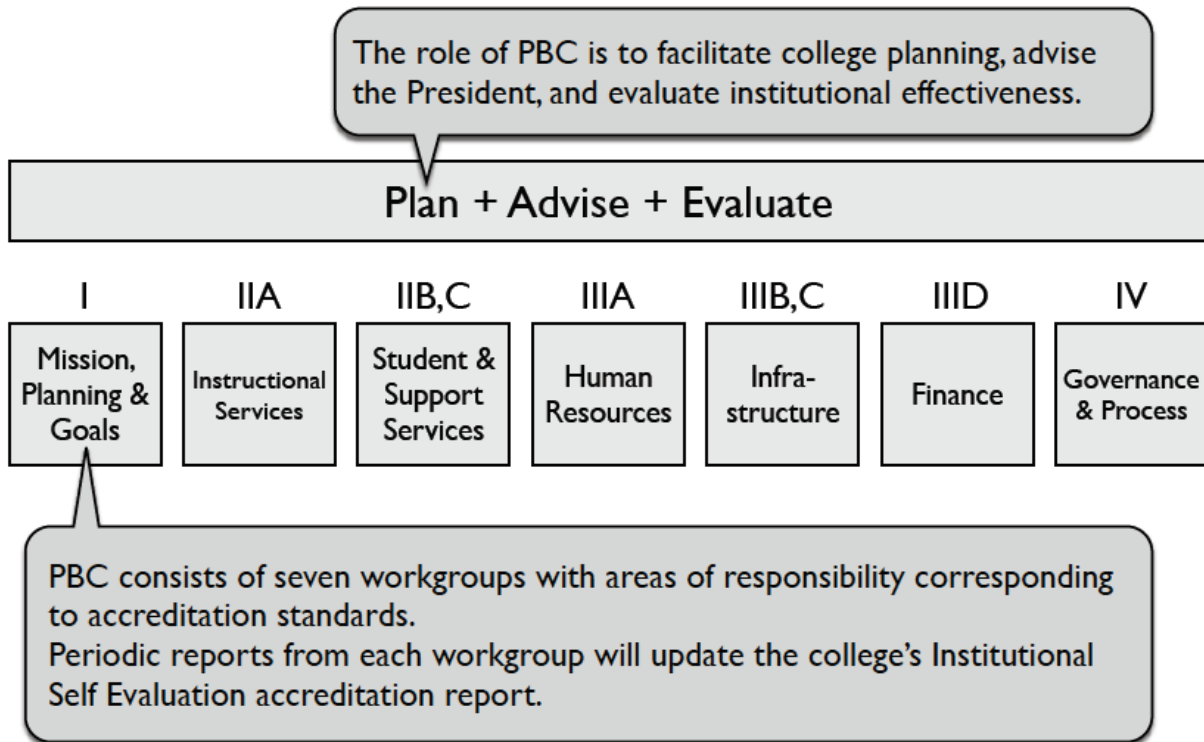 The role of PBC is to facilitate college planning, advise
the President, and evaluate institutional effectiveness.
Plan + Advise + Evaluate
I
Mission,
Planning &
Goals
IIA
Instructional
Services
IIB,C
Student &
Support
Services
IIIA
Human
Resources
IIIB,C
Infra-
structure
IIID
Finance
IV
Governance
& Process
PBC consists of seven workgroups with areas of responsibility corresponding
to accreditation standards.
Periodic reports from each workgroup will update the college's Institutional
Self Evaluation accreditation report.